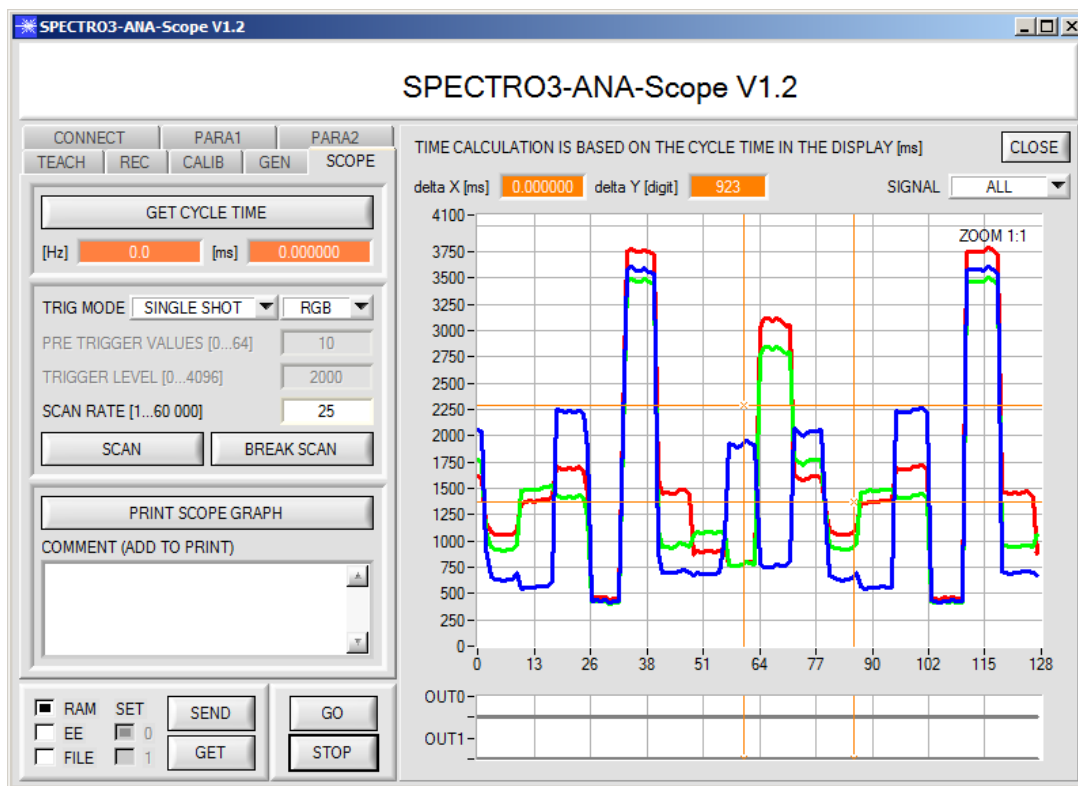 SPECTRO3-ANA-Scope V1.2
SPECTRO3-ANA-Scope V1.2
CONNECT PARA1 PARA2
TEACH REC CALIB GEN SCOPE
GET CYCLE TIME
[Hz] 0.0 [ms] 0.000000
TRIG MODE SINGLE SHOT RGB
PRE TRIGGER VALUES [0...64] 10
TRIGGER LEVEL [0...4096] 2000
SCAN RATE [1...60 000] 25
SCAN BREAK SCAN
PRINT SCOPE GRAPH
COMMENT (ADD TO PRINT)
RAM SET SEND GO
EE 0
FILE 1 GET STOP
TIME CALCULATION IS BASED ON THE CYCLE TIME IN THE DISPLAY [ms] CLOSE
delta X [ms] 0.000000 delta Y [digit] 923 SIGNAL ALL
4100
ZOOM 1:1
3750
3500
3250
3000
2750
2500
2250
2000
1750
1500
1250
1000
750
500
250
0
0 13 26 38 51 64 77 90 102 115 128
OUT0
OUT1